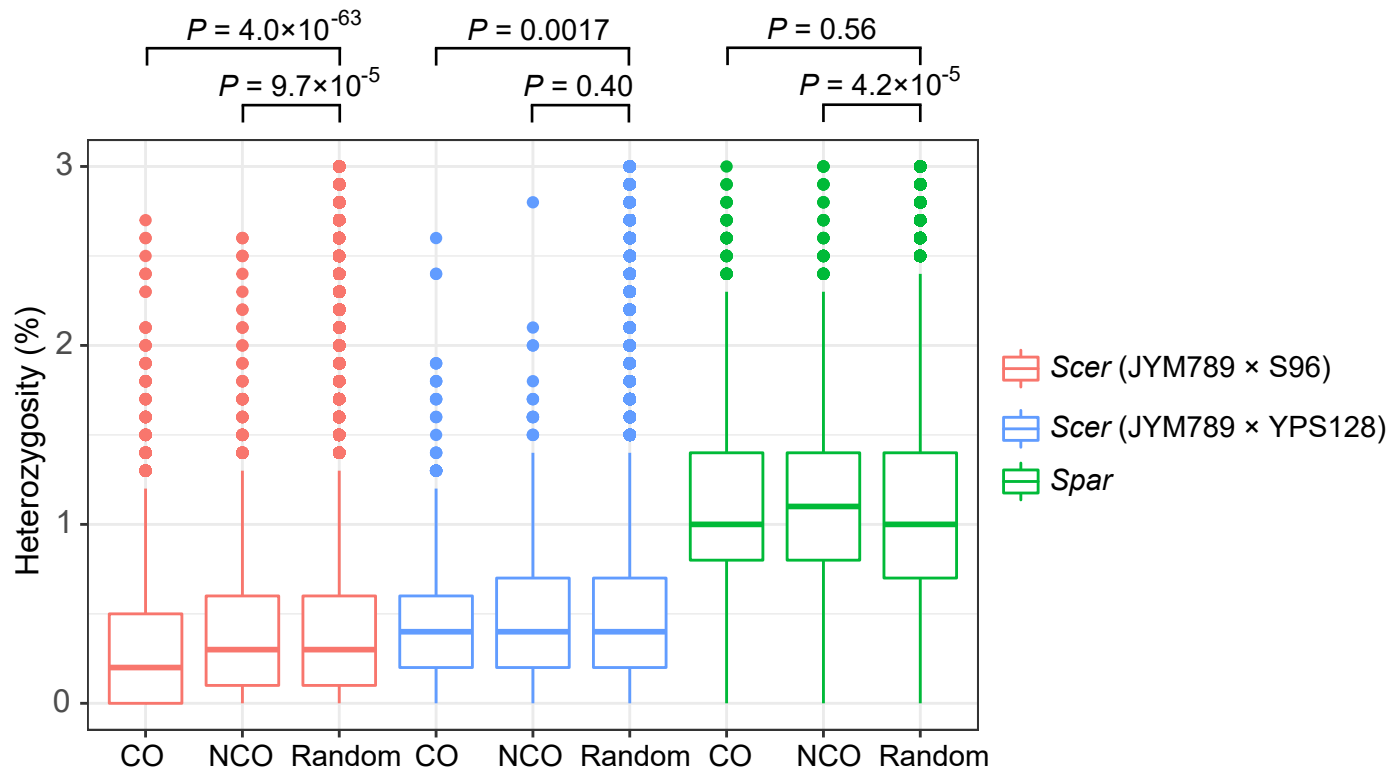 P = 4.0×10-63
P = 0.0017
P = 0.56
P = 9.7×10-5
P = 0.40
P = 4.2×10-5
Heterozygosity (%)
3
2
1
0
CO NCO Random CO NCO Random CO NCO Random
Scer (JYM789 × S96)
Scer (JYM789 × YPS128)
Spar